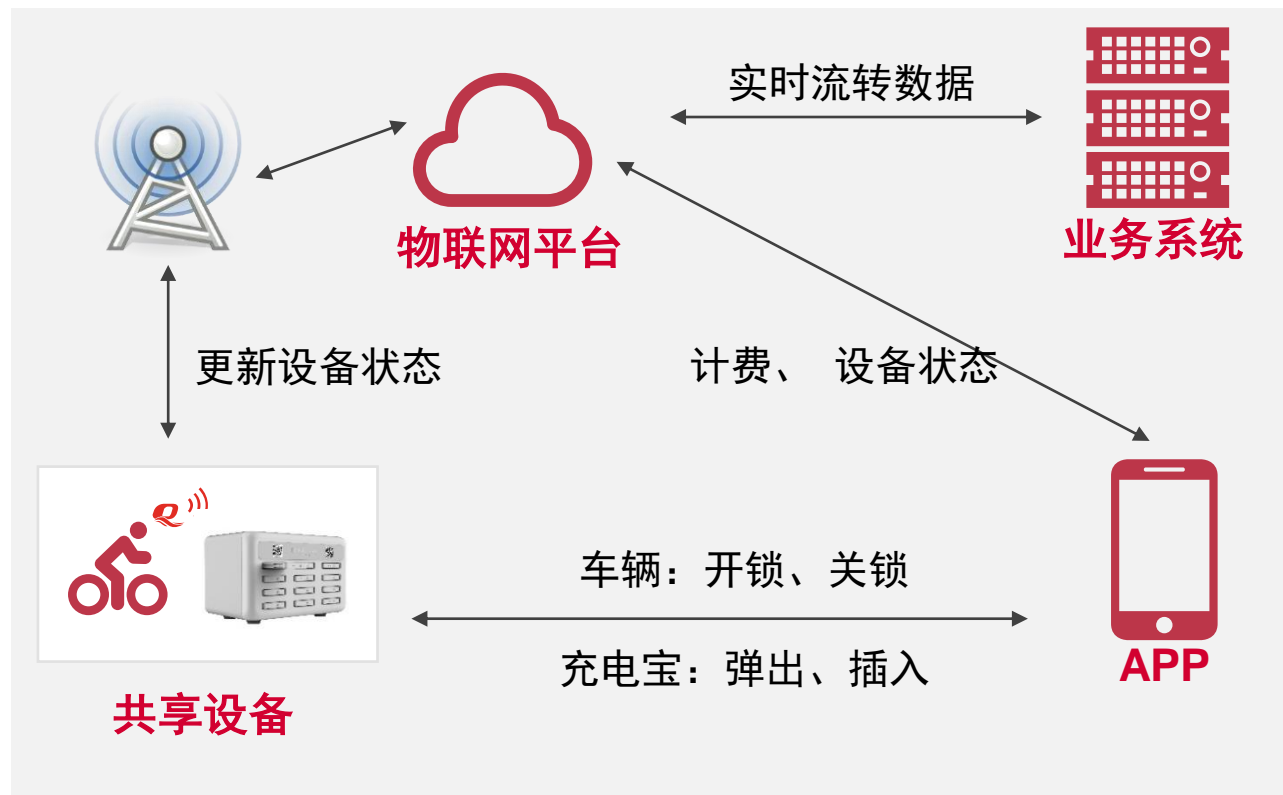 实时流转数据
物联网平台
业务系统
更新设备状态
计费、 设备状态
车辆：开锁、关锁
充电宝：弹出、插入
APP
共享设备